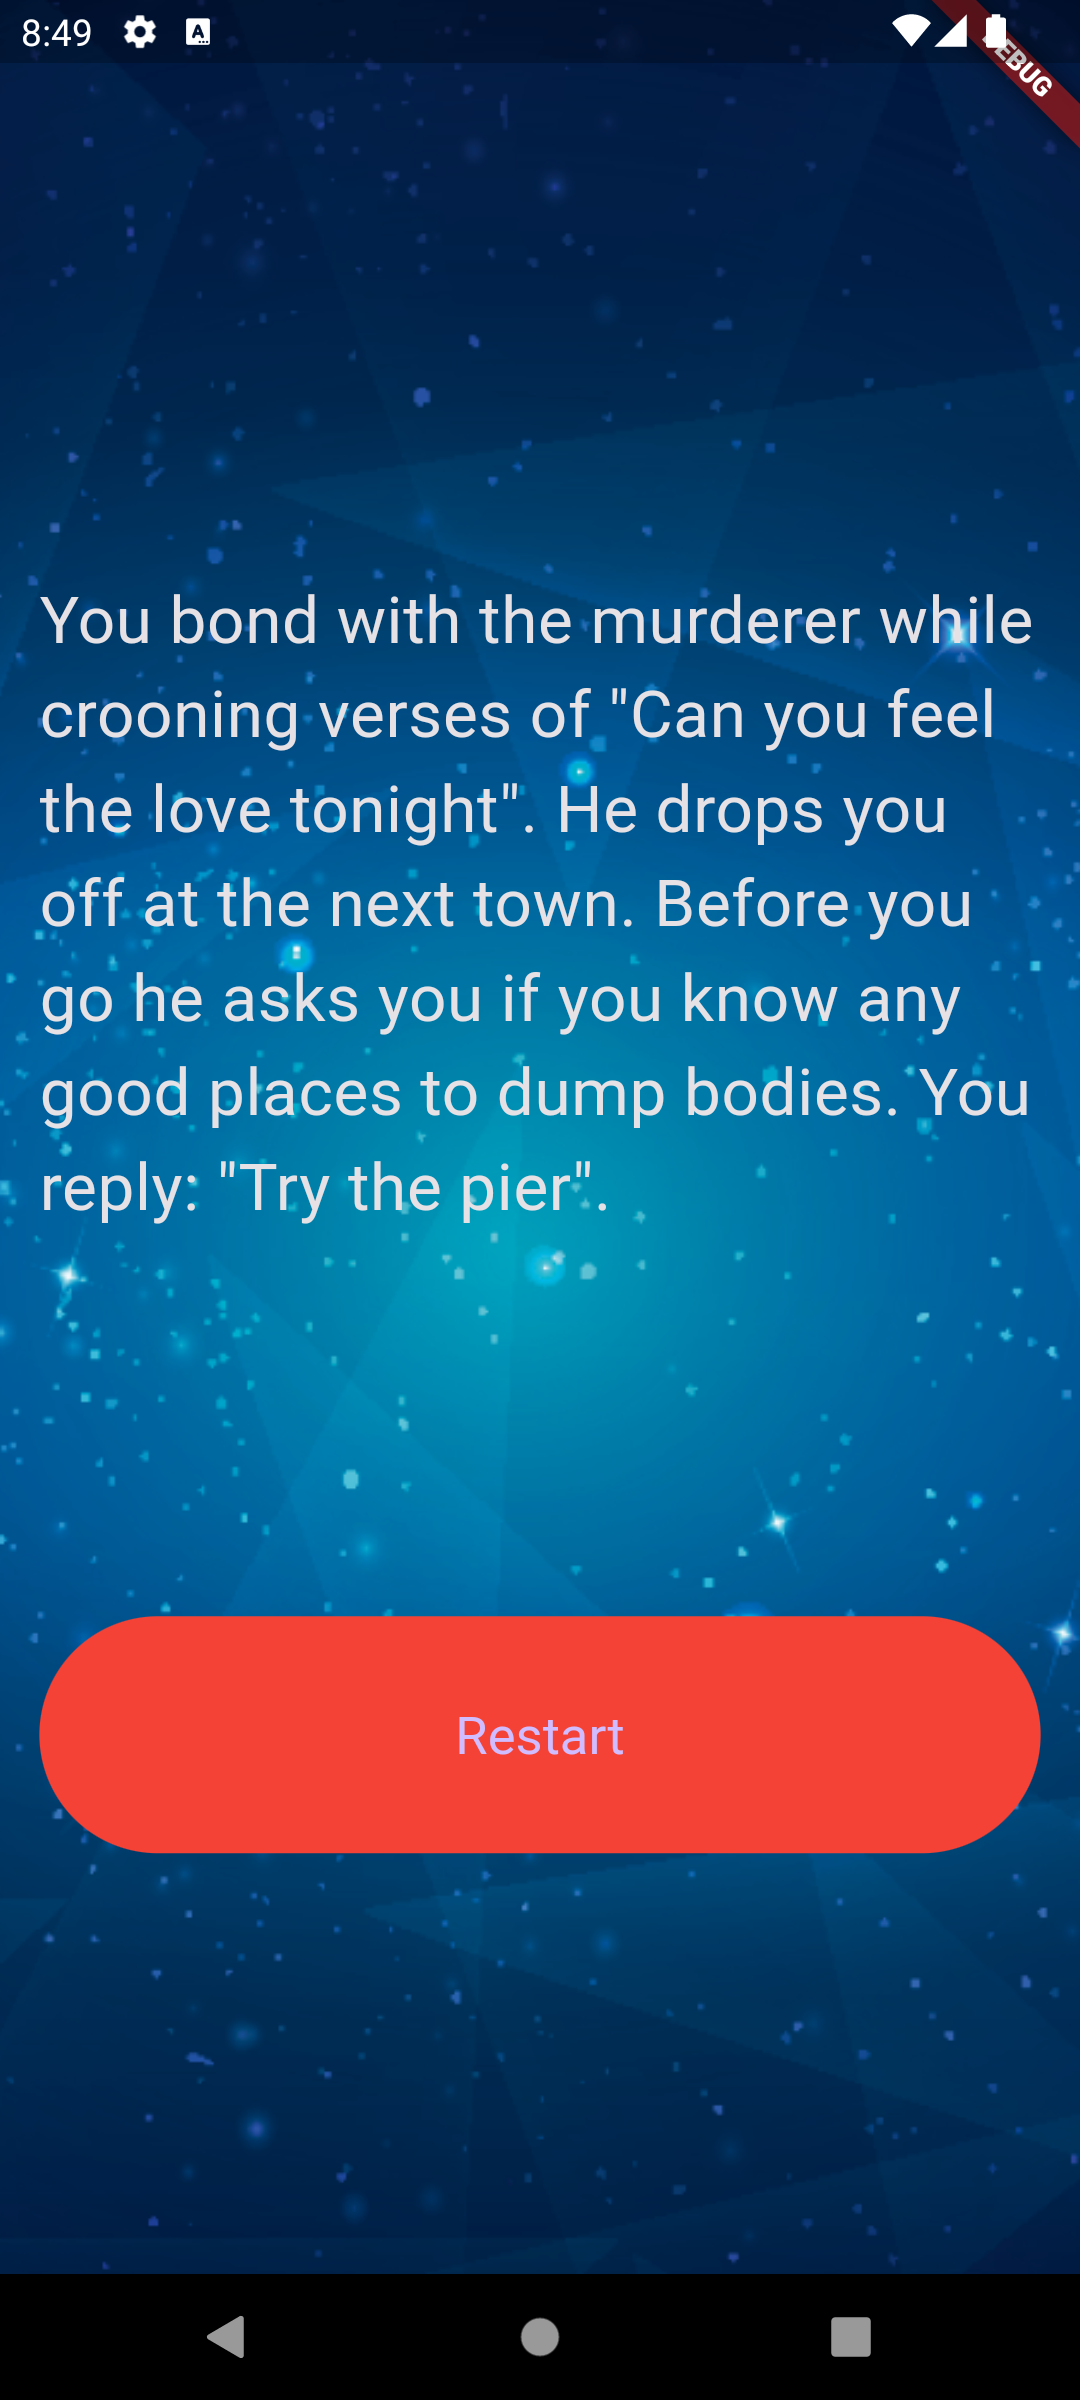 8:49
DEBUG
You bond with the murderer while
crooning verses of "Can you feel
the love tonight". He drops you
off at the next town. Before you
go he asks you if you know any
good places to dump bodies. You
reply: "Try the pier".
Restart